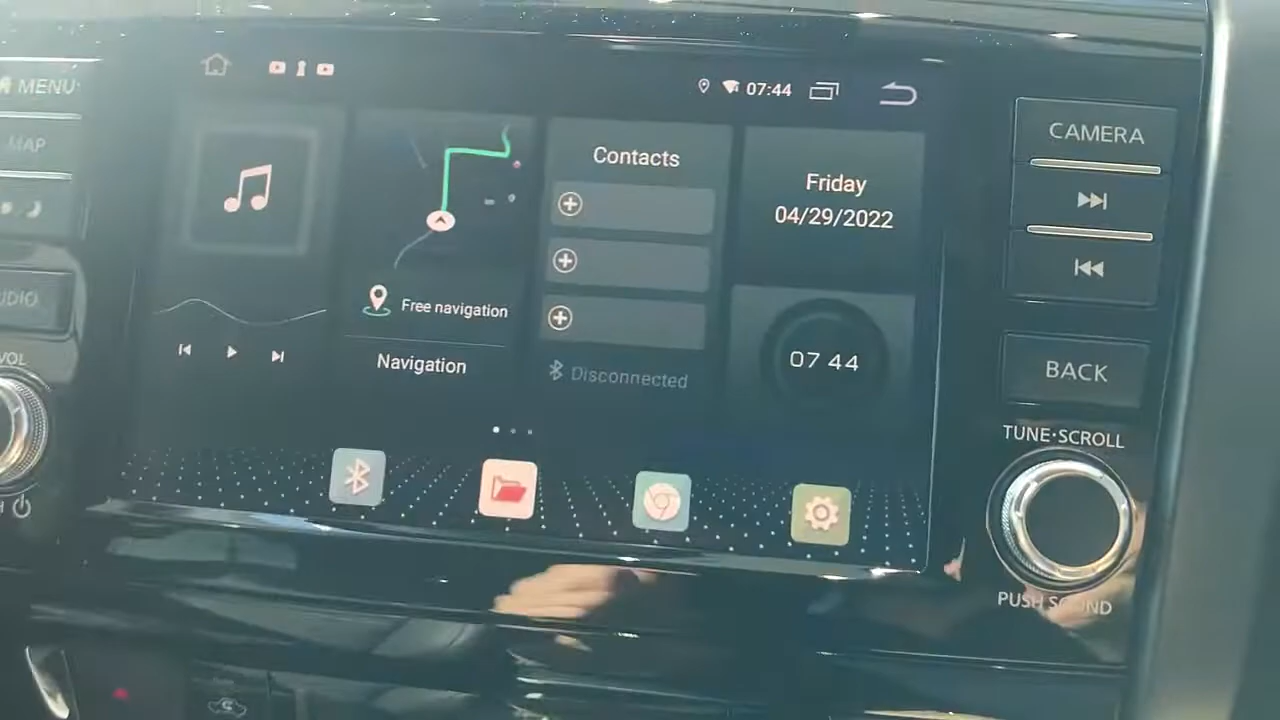 MENU
MAP
VOL
07:44
Contacts
Disconnected
Free navigation
Navigation
Friday
04/29/2022
07 44
CAMERA
BACK
TUNE·SCROLL
PUSH SOUND